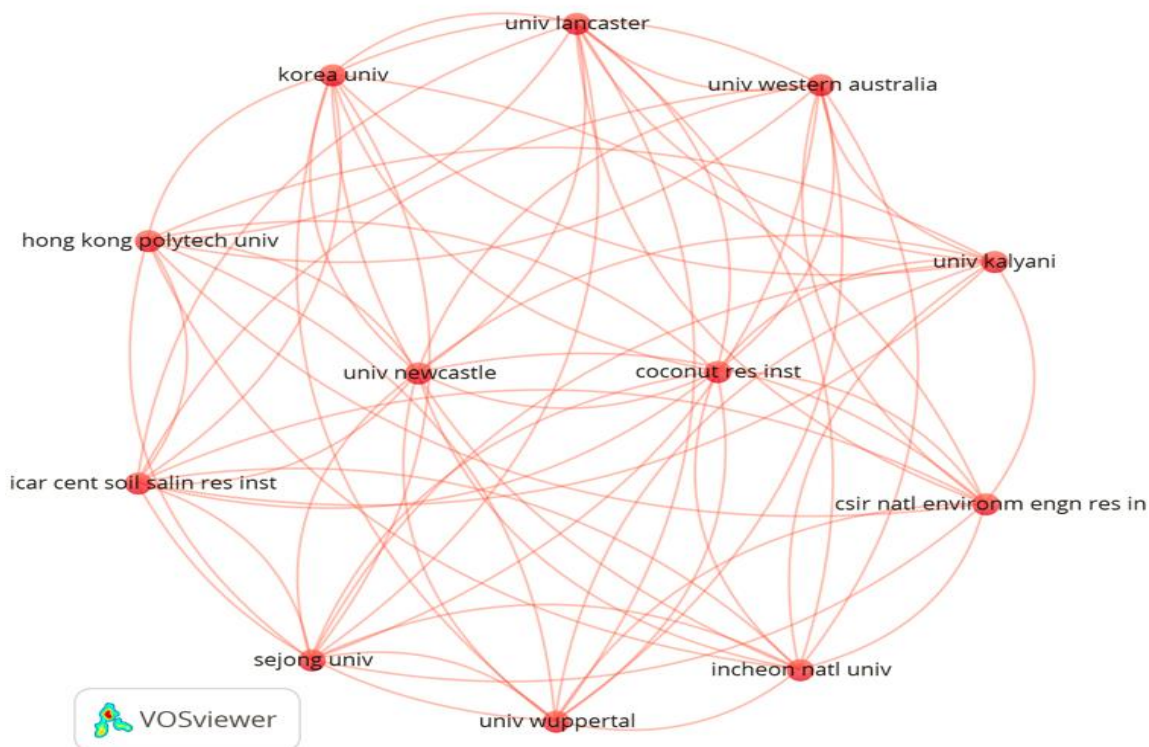 univ lancaster
korea univ
univ western australia
hong kong polytech univ
univ kalyani
univ newcastle
coconut res inst
icar cent soil salin res inst
csir natl environm engn res in
sejong univ
incheon natl univ
univ wuppertal
VOSviewer